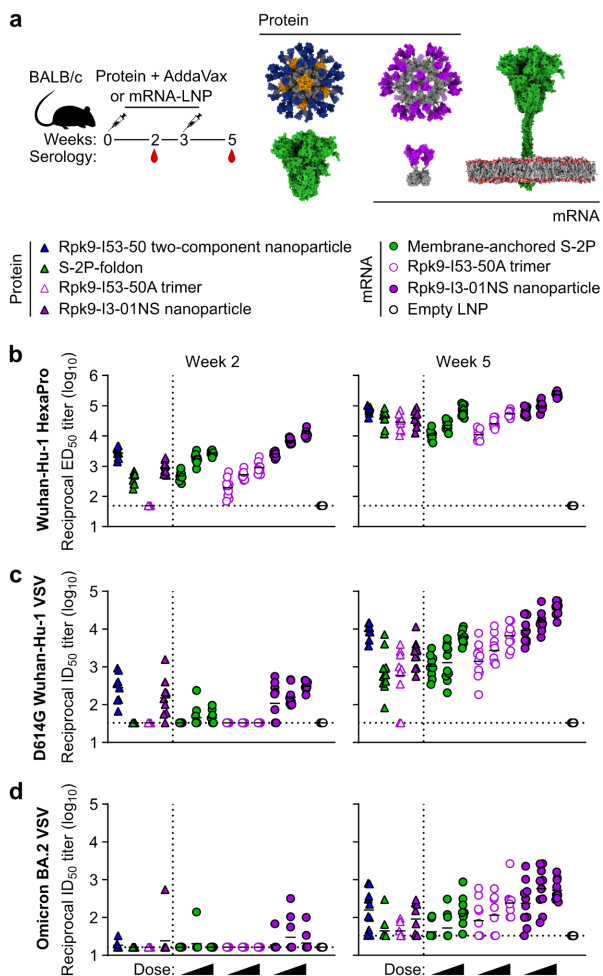 a
Protein
BALB/c
Protein + AddaVax
or mRNA-LNP
Weeks: 0 2 3 5
Serology:
mRNA
Protein
Rpk9-I53-50 two-component nanoparticle
S-2P-foldon
Rpk9-I53-50A trimer
Rpk9-I3-01NS nanoparticle
mRNA
Membrane-anchored S-2P
Rpk9-I53-50A trimer
Rpk9-I3-01NS nanoparticle
Empty LNP
b
Week 2
Week 5
Wuhan-Hu-1 HexaPro
Reciprocal ED50 titer (log10)
6
5
4
3
2
1
c
D614G Wuhan-Hu-1 VSV
Reciprocal ID50 titer (log10)
5
4
3
2
1
d
Omicron BA.2 VSV
Reciprocal ID50 titer (log10)
5
4
3
2
1
Dose: